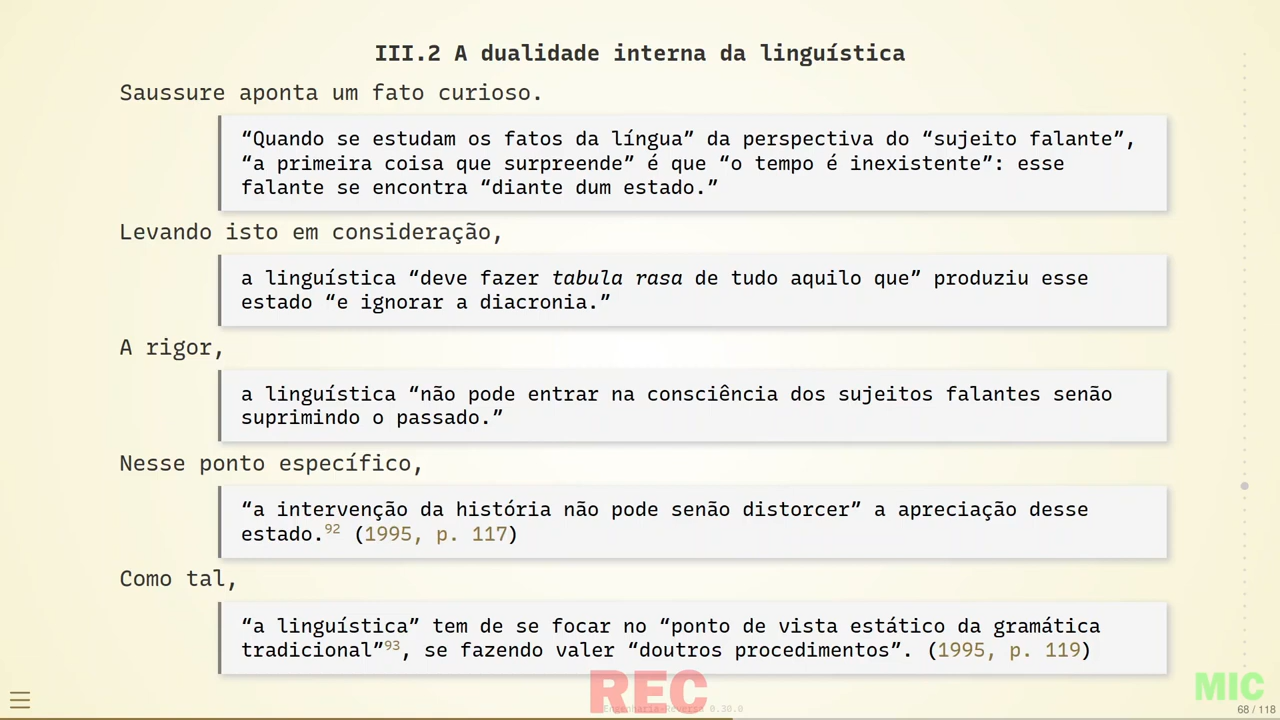 III.2 A dualidade interna da linguística
Saussure aponta um fato curioso.
“Quando se estudam os fatos da língua” da perspectiva do “sujeito falante”,
“a primeira coisa que surpreende” é que “o tempo é inexistente”: esse
falante se encontra “diante dum estado.”
Levando isto em consideração,
a linguística “deve fazer tabula rasa de tudo aquilo que” produziu esse
estado “e ignorar a diacronia.”
A rigor,
a linguística “não pode entrar na consciência dos sujeitos falantes senão
suprimindo o passado.”
Nesse ponto específico,
“a intervenção da história não pode senão distorcer” a apreciação desse
estado.92 (1995, p. 117)
Como tal,
“a linguística” tem de se focar no “ponto de vista estático da gramática
tradicional”93, se fazendo valer “doutros procedimentos”. (1995, p. 119)
REC
MIC
Engenharia-Reversa 0.30.0
68 / 118